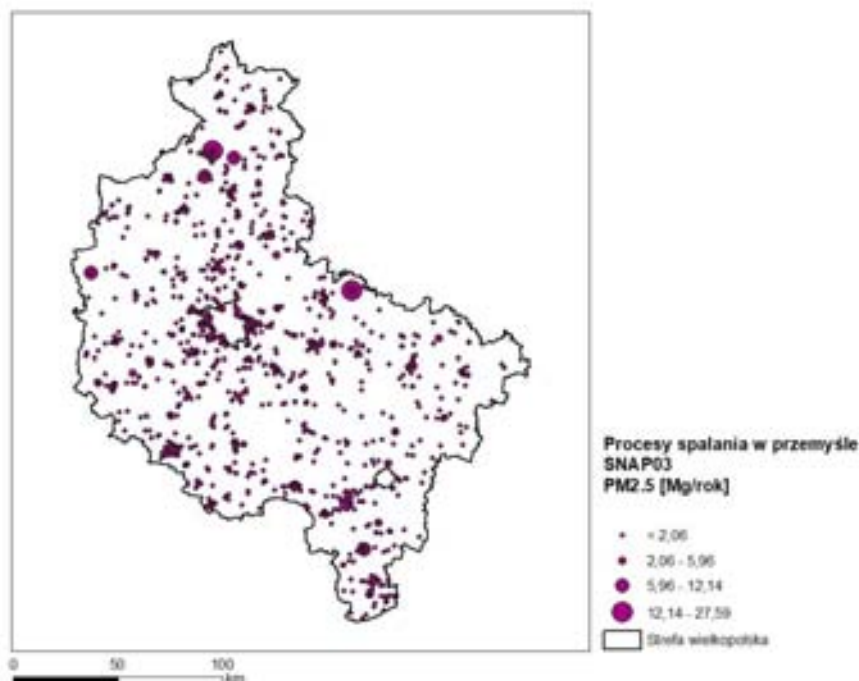 Procesy spalania w przemyśle
SNAP03
PM2.5 [Mg/rok]
< 2,06
2,06 - 5,96
5,96 - 12,14
12,14 - 27,59
Strefa wielkopolska
0 50 100
km